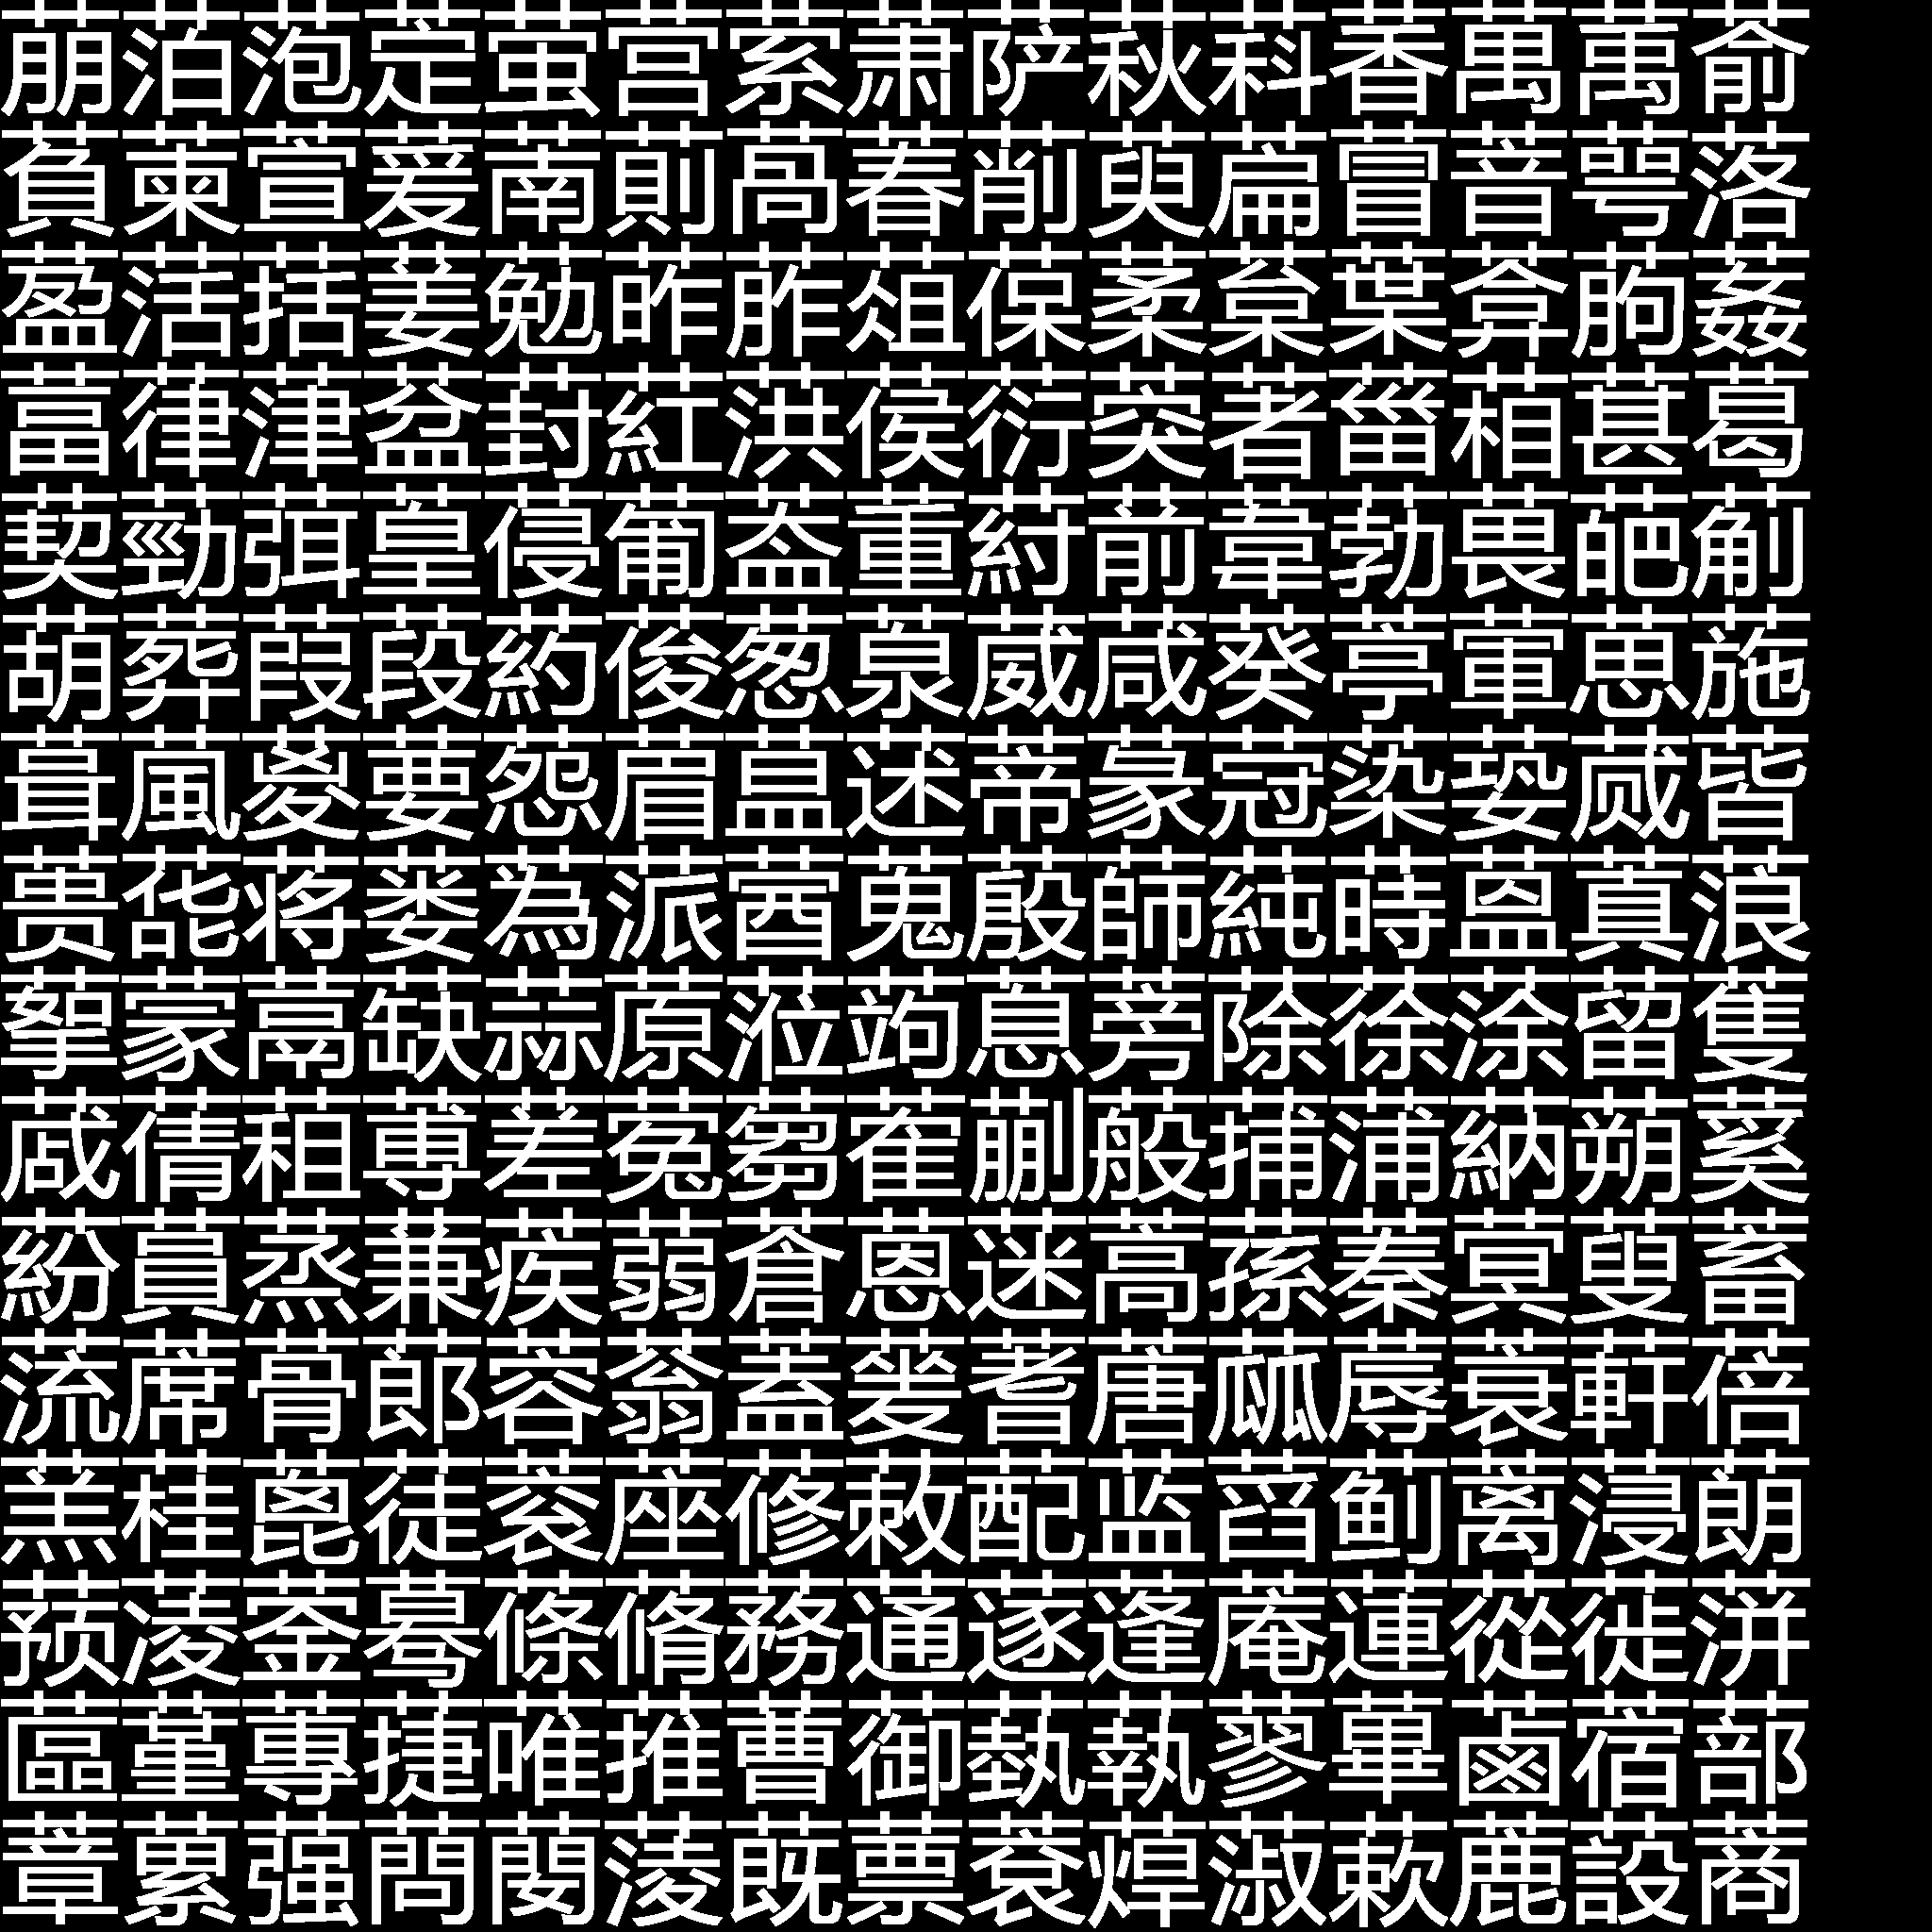 萠萡萢萣萤营萦萧萨萩萪萫萬萭萮
萯萰萱萲萳萴萵萶萷萸萹萺萻萼落
萾萿葀葁葂葃葄葅葆葇葈葉葊葋葌
葍葎葏葐葑葒葓葔葕葖著葘葙葚葛
葜葝葞葟葠葡葢董葤葥葦葧葨葩葪
葫葬葭葮葯葰葱葲葳葴葵葶葷葸葹
葺葻葼葽葾葿蒀蒁蒂蒃蒄蒅蒆蒇蒈
蒉蒊蒋蒌蒍蒎蒏蒐蒑蒒蒓蒔蒕蒖蒗
蒘蒙蒚蒛蒜蒝蒞蒟蒠蒡蒢蒣蒤蒥蒦
蒧蒨蒩蒪蒫蒬蒭蒮蒯蒰蒱蒲蒳蒴蒵
蒶蒷蒸蒹蒺蒻蒼蒽蒾蒿蓀蓁蓂蓃蓄
蓅蓆蓇蓈蓉蓊蓋蓌蓍蓎蓏蓐蓑蓒蓓
蓔蓕蓖蓗蓘蓙蓚蓛蓜蓝蓞蓟蓠蓡蓢
蓣蓤蓥蓦蓧蓨蓩蓪蓫蓬蓭蓮蓯蓰蓱
蓲蓳蓴蓵蓶蓷蓸蓹蓺蓻蓼蓽蓾蓿蔀
蔁蔂蔃蔄蔅蔆蔇蔈蔉蔊蔋蔌蔍蔎蔏